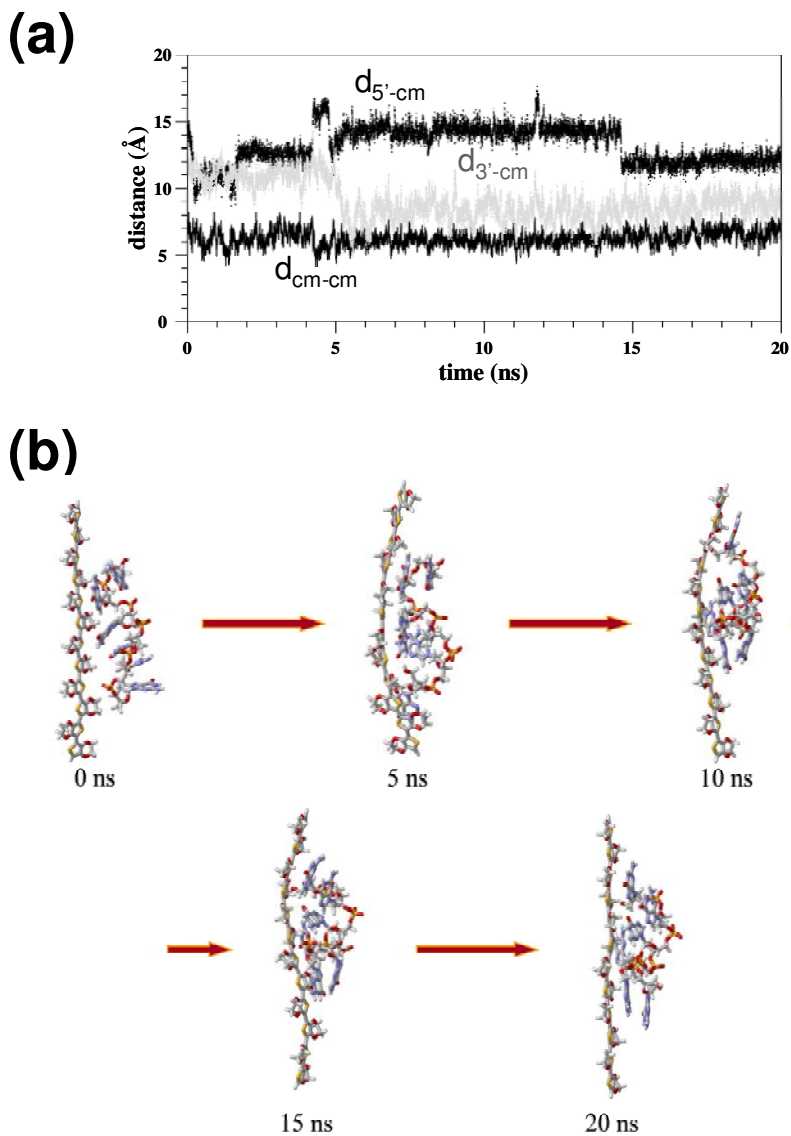 (a)
20
15
10
5
0
distance (Å)
d5'-cm
d3'-cm
dcm-cm
0 5 10 15 20
time (ns)
(b)
0 ns 5 ns 10 ns
15 ns 20 ns